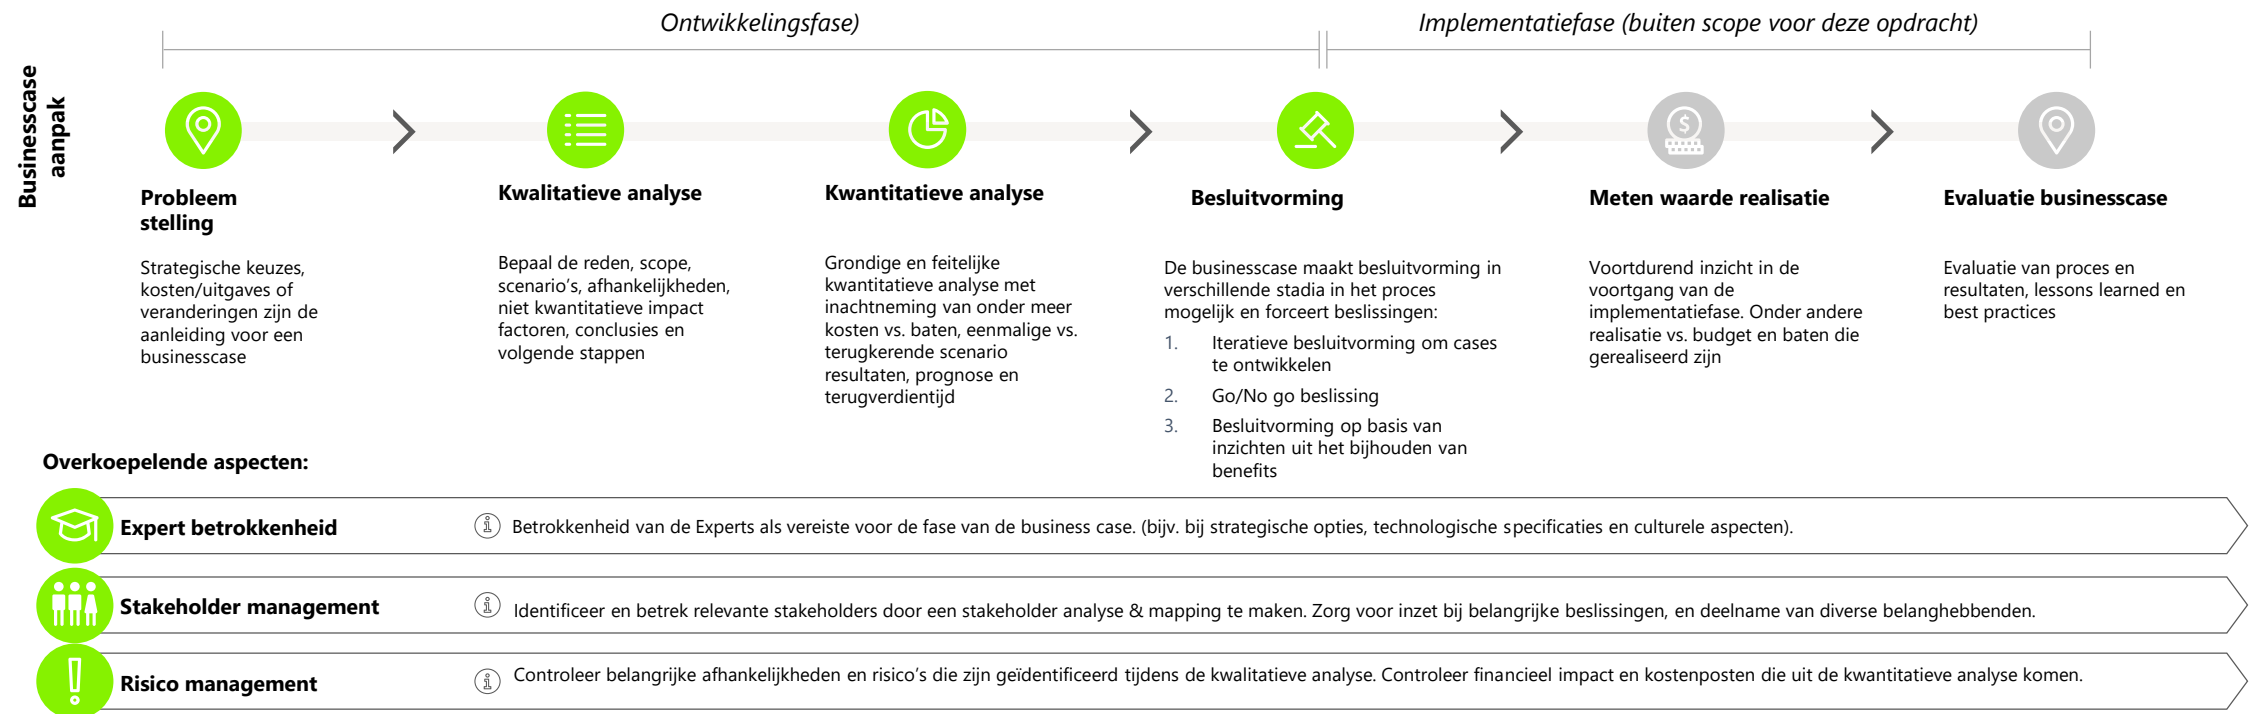 Ontwikkelingsfase)
Implementatiefase (buiten scope voor deze opdracht)
Businesscase
aanpak
Probleem
stelling
Strategische keuzes,
kosten/uitgaves of
veranderingen zijn de
aanleiding voor een
businesscase
Kwalitatieve analyse
Bepaal de reden, scope,
scenario’s, afhankelijkheden,
niet kwantitatieve impact
factoren, conclusies en
volgende stappen
Kwantitatieve analyse
Grondige en feitelijke
kwantitatieve analyse met
inachtneming van onder meer
kosten vs. baten, eenmalige vs.
terugkerende scenario
resultaten, prognose en
terugverdientijd
Besluitvorming
De businesscase maakt besluitvorming in
verschillende stadia in het proces
mogelijk en forceert beslissingen:
1. Iteratieve besluitvorming om cases
te ontwikkelen
2. Go/No go beslissing
3. Besluitvorming op basis van
inzichten uit het bijhouden van
benefits
$
Meten waarde realisatie
Voortdurend inzicht in de
voortgang van de
implementatiefase. Onder andere
realisatie vs. budget en baten die
gerealiseerd zijn
Evaluatie businesscase
Evaluatie van proces en
resultaten, lessons learned en
best practices
Overkoepelende aspecten:
Expert betrokkenheid
i Betrokkenheid van de Experts als vereiste voor de fase van de business case. (bijv. bij strategische opties, technologische specificaties en culturele aspecten).
Stakeholder management
i Identificeer en betrek relevante stakeholders door een stakeholder analyse & mapping te maken. Zorg voor inzet bij belangrijke beslissingen, en deelname van diverse belanghebbenden.
Risico management
i Controleer belangrijke afhankelijkheden en risico’s die zijn geïdentificeerd tijdens de kwalitatieve analyse. Controleer financieel impact en kostenposten die uit de kwantitatieve analyse komen.